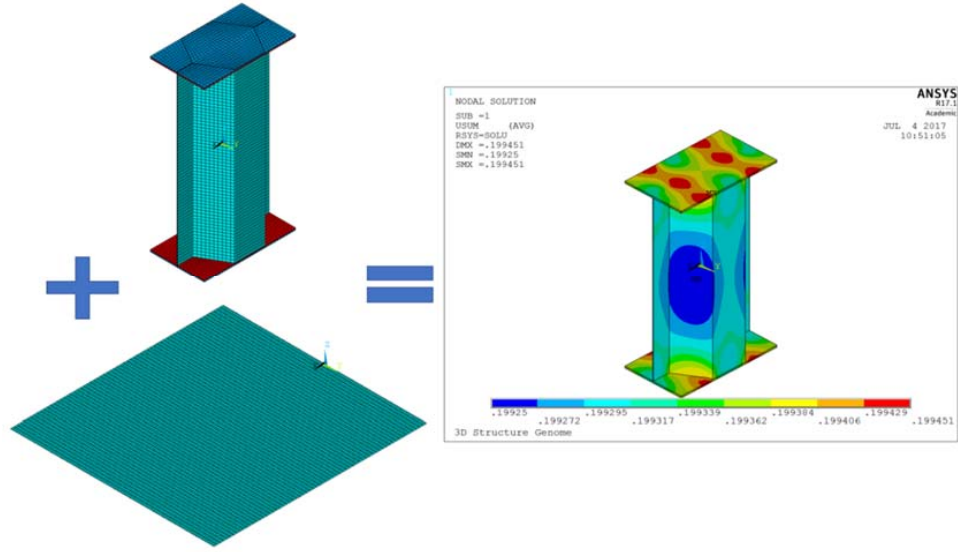 1
NODAL SOLUTION
SUB =1
USUM (AVG)
RSYS=SOLU
DMX =.199451
SMN =.19925
SMX =.199451
ANSYS
R17.1
Academic
JUL 4 2017
10:51:05
.19925 .199295 .199339 .199384 .199429
.199272 .199317 .199362 .199406 .199451
3D Structure Genome